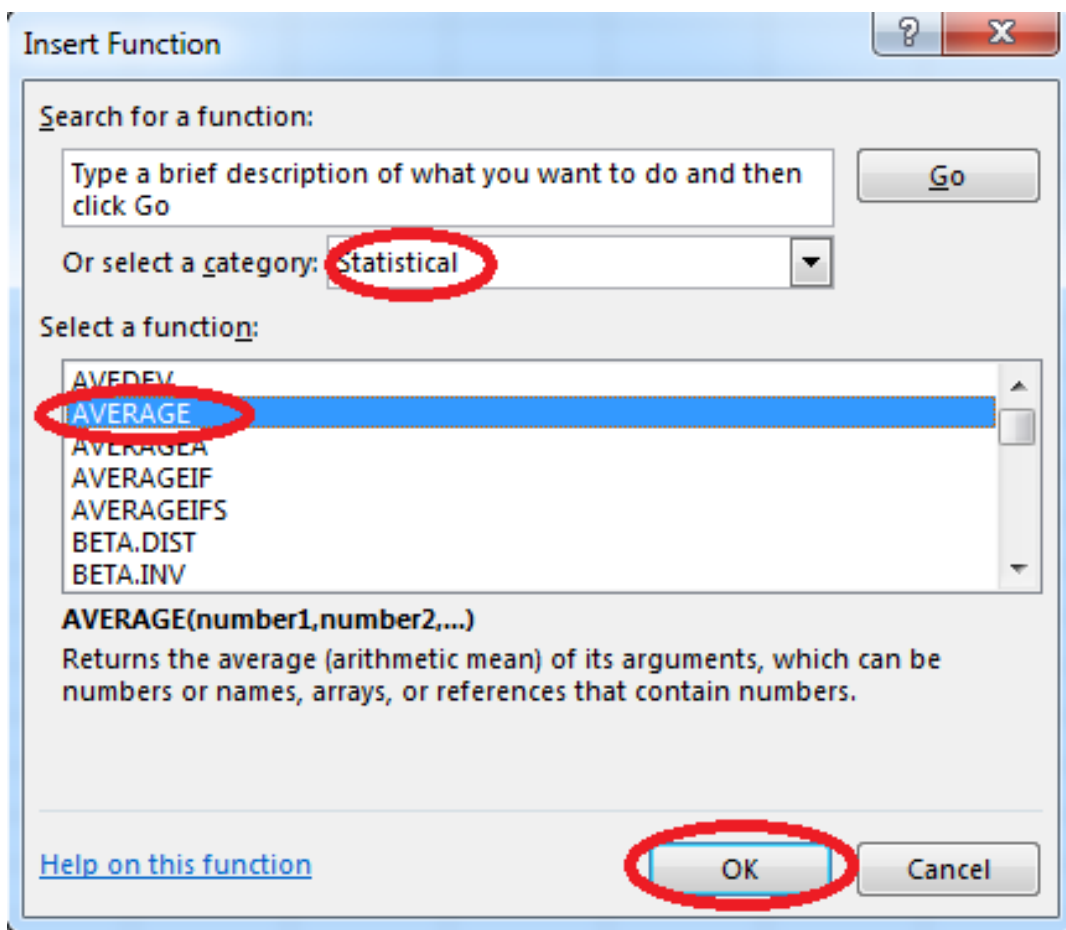 Insert Function
Search for a function:
Type a brief description of what you want to do and then
click Go
Go
Or select a category: Statistical
Select a function:
AVEDEV
AVERAGE
AVERAGEA
AVERAGEIF
AVERAGEIFS
BETA.DIST
BETA.INV
AVERAGE(number1,number2,...)
Returns the average (arithmetic mean) of its arguments, which can be
numbers or names, arrays, or references that contain numbers.
Help on this function
OK
Cancel